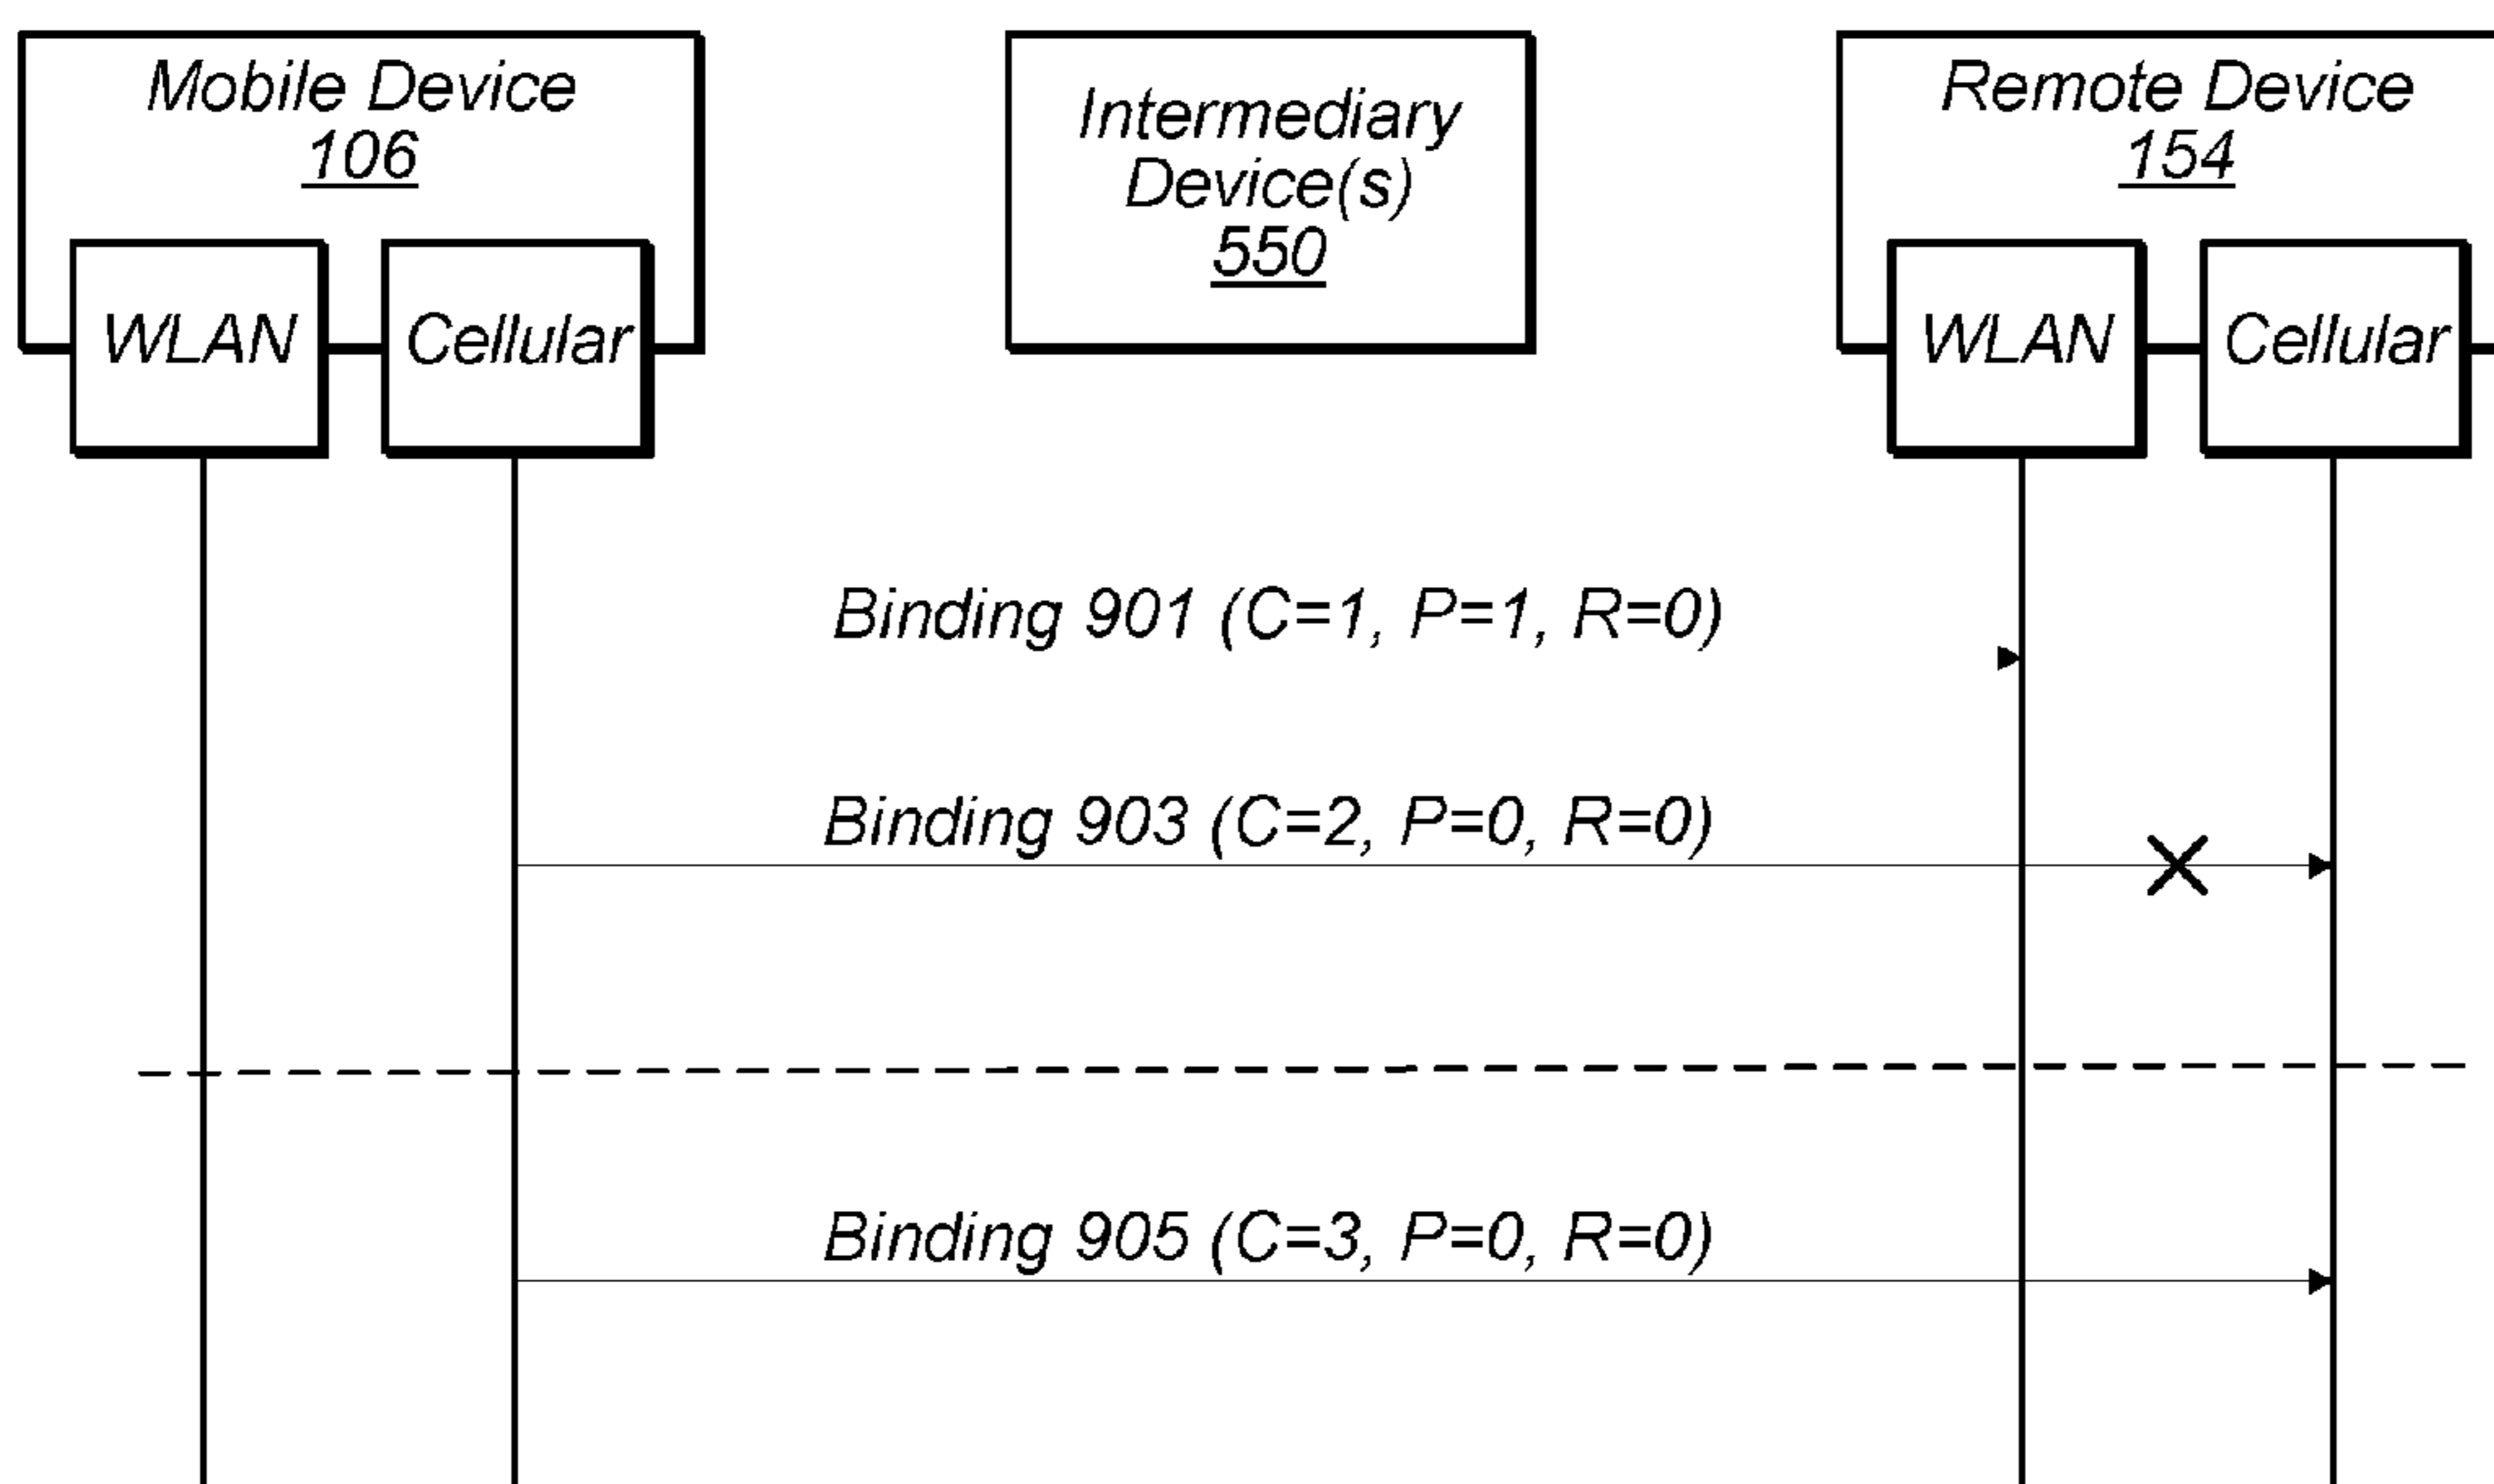 Mobile Device
106
WLAN
Cellular
Intermediary
Device(s)
550
Remote Device
154
WLAN
Cellular
Binding 901 (C=1, P=1, R=0)
Binding 903 (C=2, P=0, R=0)
Binding 905 (C=3, P=0, R=0)